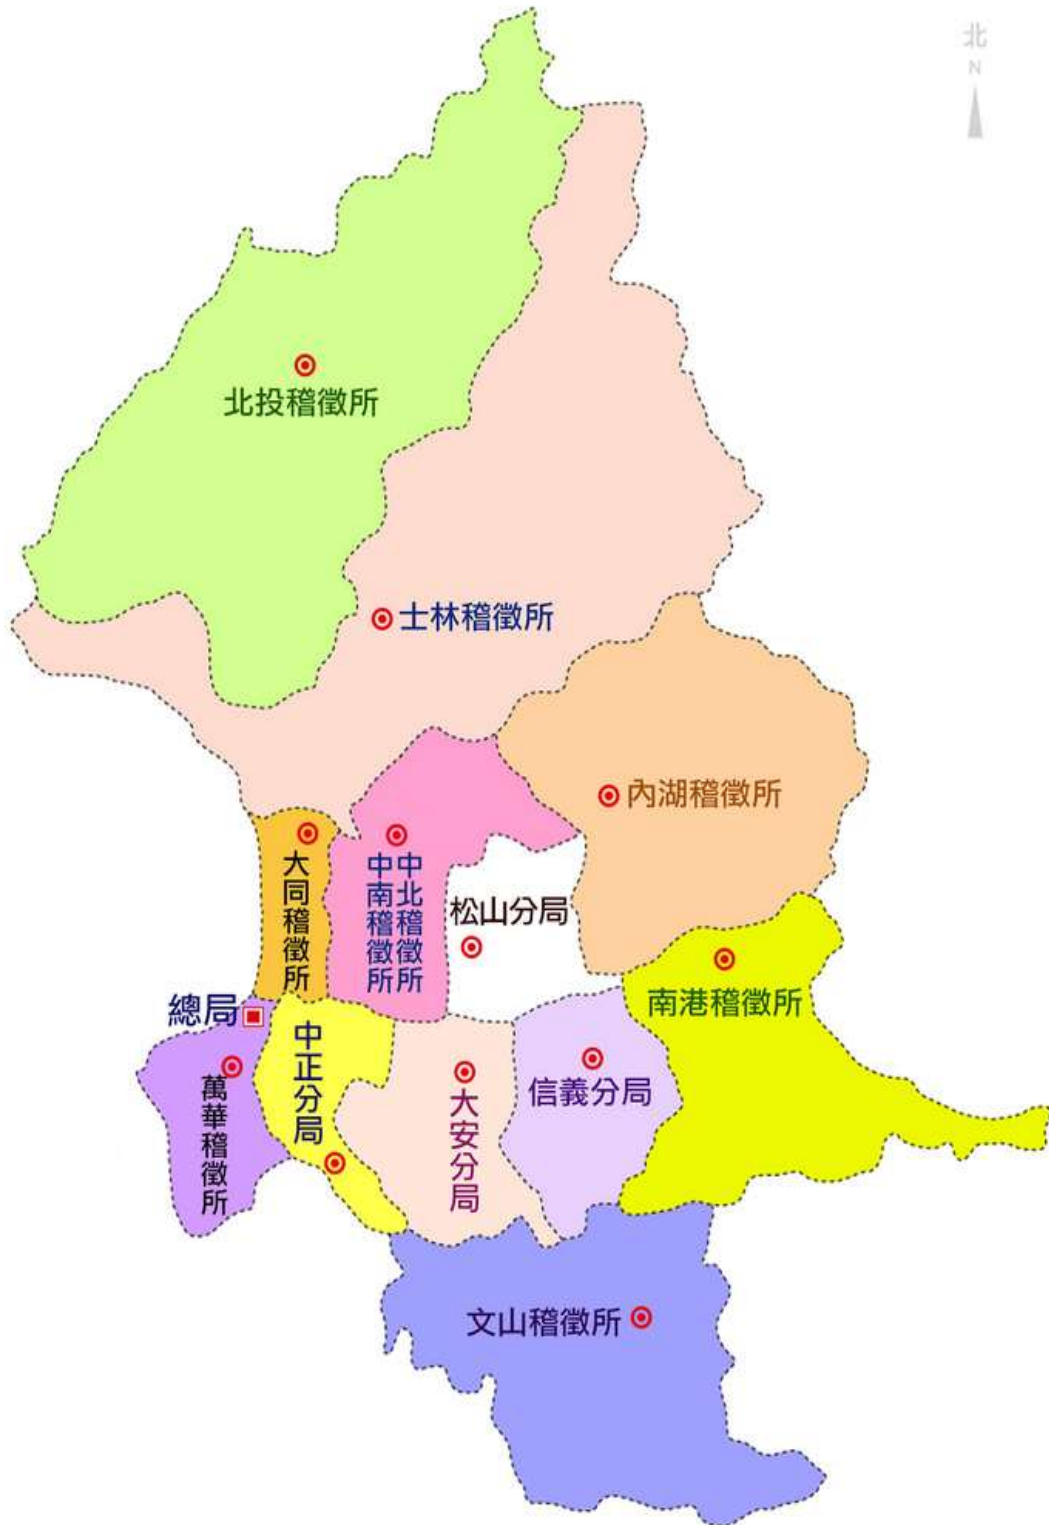 北
N
北投稽徵所
士林稽徵所
內湖稽徵所
大同稽徵所
中北稽徵所
中南稽徵所
松山分局
南港稽徵所
總局
萬華稽徵所
中正分局
大安分局
信義分局
文山稽徵所